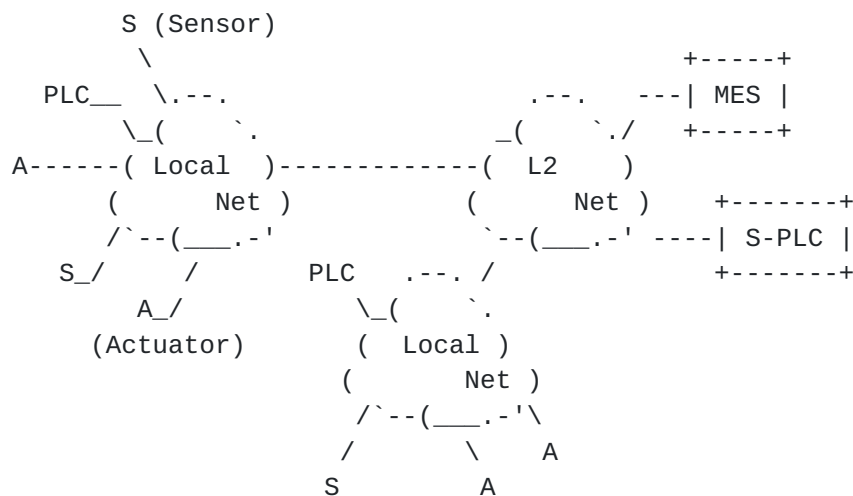 S (Sensor)
PLC MES
A Local L2
Net Net
S-PLC
S PLC
A
(Actuator) Local
Net
A
S A